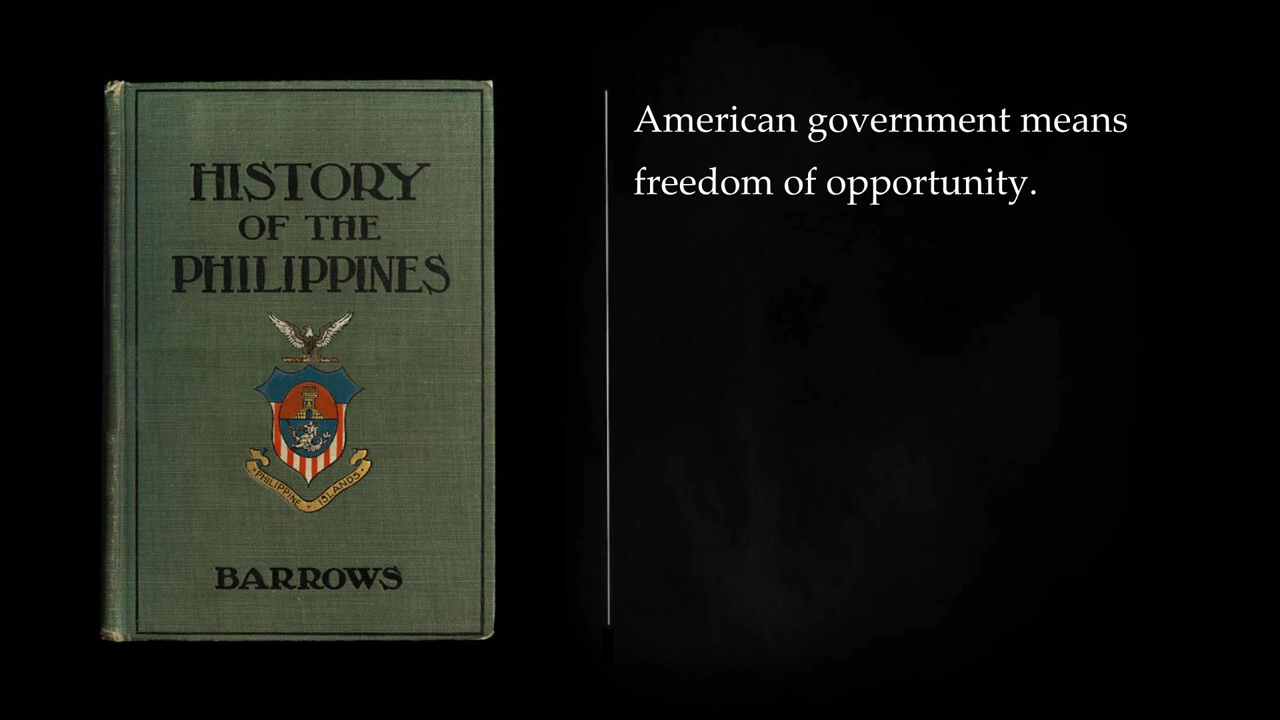 HISTORY
OF THE
PHILIPPINES
PHILIPPINE ISLANDS
BARROWS
American government means
freedom of opportunity.